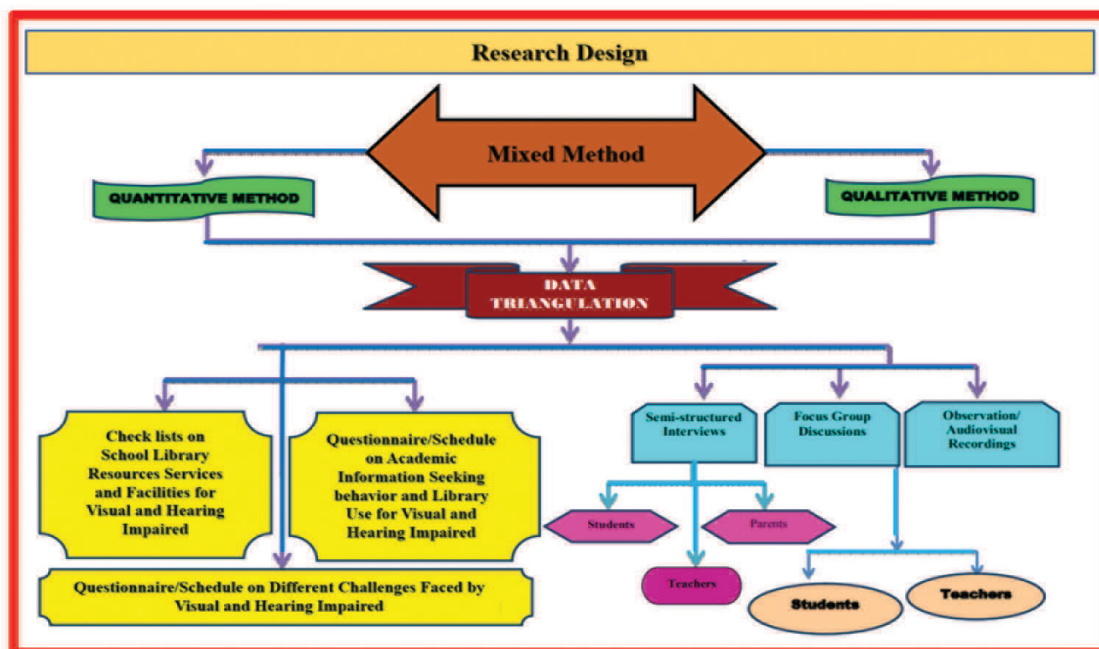 Research Design
Mixed Method
QUANTITATIVE METHOD
QUALITATIVE METHOD
DATA
TRIANGULATION
Check lists on
School Library
Resources Services
and Facilities for
Visual and Hearing
Impaired
Questionnaire/Schedule
on Academic
Information Seeking
behavior and Library
Use for Visual and
Hearing Impaired
Questionnaire/Schedule on Different Challenges Faced by
Visual and Hearing Impaired
Semi-structured
Interviews
Focus Group
Discussions
Observation/
Audiovisual
Recordings
Students
Parents
Teachers
Students
Teachers